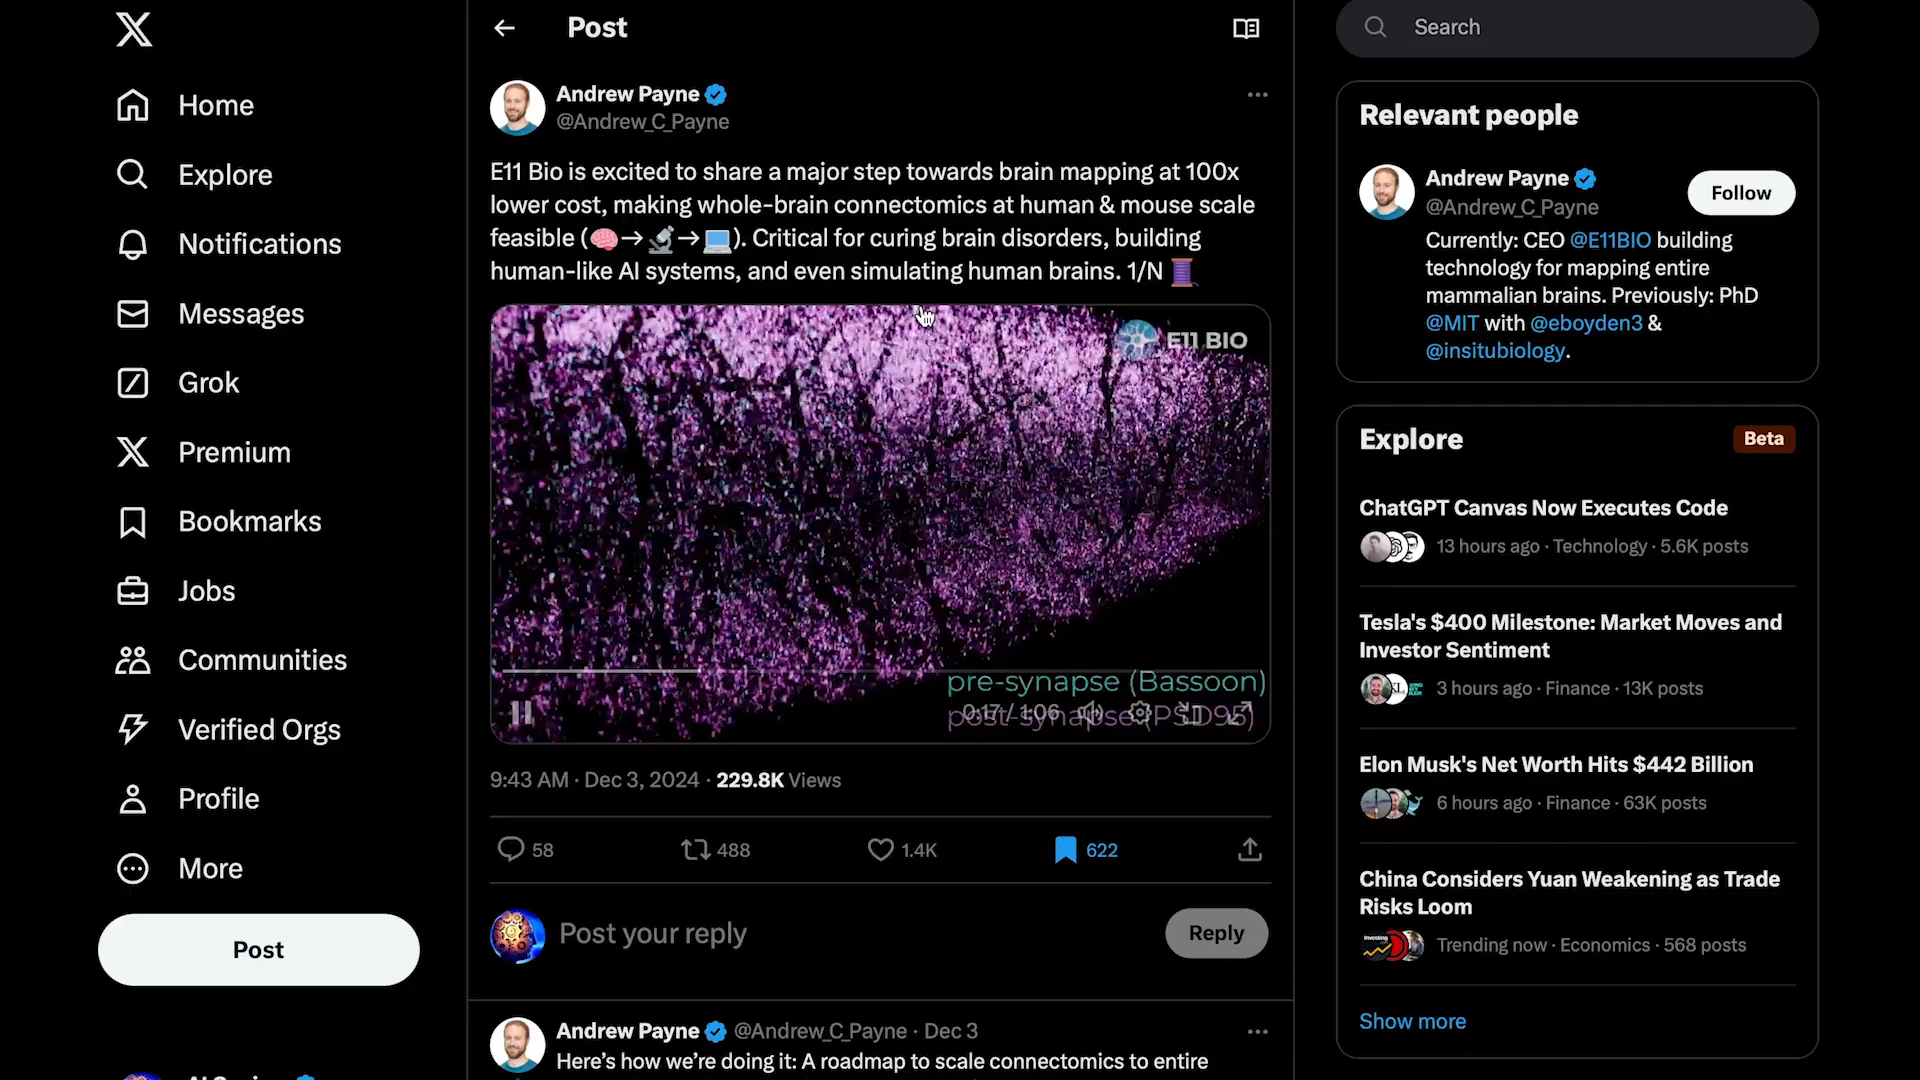 Home
Explore
Notifications
Messages
Grok
Premium
Bookmarks
Jobs
Communities
Verified Orgs
Profile
More
Post
Post
Andrew Payne
@Andrew_C_Payne
E11 Bio is excited to share a major step towards brain mapping at 100x
lower cost, making whole-brain connectomics at human & mouse scale
feasible (🧠→🔬→💻). Critical for curing brain disorders, building
human-like AI systems, and even simulating human brains. 1/N 🧵
E11 BIO
pre-synapse (Bassoon)
post-synapse (PSD95)
0:17 / 1:06
9:43 AM · Dec 3, 2024 · 229.8K Views
58 488 1.4K 622
Post your reply
Reply
Andrew Payne @Andrew_C_Payne · Dec 3
Here's how we're doing it: A roadmap to scale connectomics to entire
Search
Relevant people
Andrew Payne
@Andrew_C_Payne
Follow
Currently: CEO @E11BIO building
technology for mapping entire
mammalian brains. Previously: PhD
@MIT with @eboyden3 &
@insitubiology.
Explore
Beta
ChatGPT Canvas Now Executes Code
13 hours ago · Technology · 5.6K posts
Tesla's $400 Milestone: Market Moves and
Investor Sentiment
3 hours ago · Finance · 13K posts
Elon Musk's Net Worth Hits $442 Billion
6 hours ago · Finance · 63K posts
China Considers Yuan Weakening as Trade
Risks Loom
Trending now · Economics · 568 posts
Show more